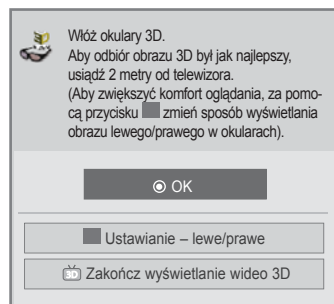 Włóż okulary 3D.
Aby odbiór obrazu 3D był jak najlepszy,
usiądź 2 metry od telewizora.
(Aby zwiększyć komfort oglądania, za pomo-
cą przycisku zmień sposób wyświetlania
obrazu lewego/prawego w okularach).
OK
Ustawianie – lewe/prawe
3D Zakończ wyświetlanie wideo 3D